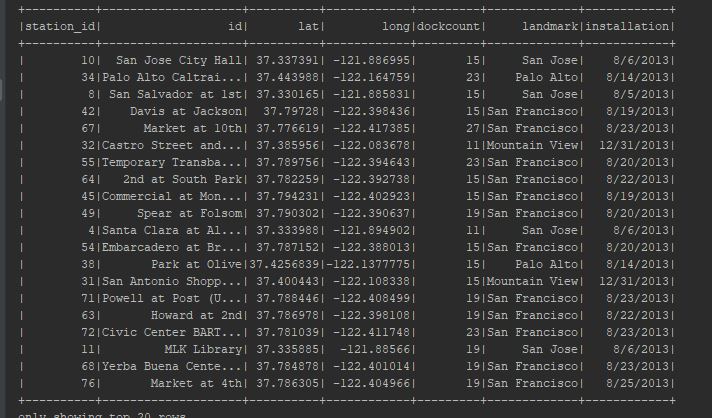 +----------+--------------------+----------+------------+---------+-------------+------------+
|station_id|                  id|       lat|        long|dockcount|     landmark|installation|
+----------+--------------------+----------+------------+---------+-------------+------------+
|        10|  San Jose City Hall| 37.337391| -121.886995|       15|     San Jose|    8/6/2013|
|        34|Palo Alto Caltrai...| 37.443988| -122.164759|       23|    Palo Alto|   8/14/2013|
|         8| San Salvador at 1st| 37.330165| -121.885831|       15|     San Jose|    8/5/2013|
|        42|    Davis at Jackson|  37.79728| -122.398436|       15|San Francisco|   8/19/2013|
|        67|      Market at 10th| 37.776619| -122.417385|       27|San Francisco|   8/23/2013|
|        32|Castro Street and...| 37.385956| -122.083678|       11|Mountain View|  12/31/2013|
|        55|Temporary Transba...| 37.789756| -122.394643|       23|San Francisco|   8/20/2013|
|        64|   2nd at South Park| 37.782259| -122.392738|       15|San Francisco|   8/22/2013|
|        45|Commercial at Mon...| 37.794231| -122.402923|       15|San Francisco|   8/19/2013|
|        49|     Spear at Folsom| 37.790302| -122.390637|       19|San Francisco|   8/20/2013|
|         4|Santa Clara at Al...| 37.333988| -121.894902|       11|     San Jose|    8/6/2013|
|        54|Embarcadero at Br...| 37.787152| -122.388013|       15|San Francisco|   8/20/2013|
|        38|       Park at Olive|37.4256839|-122.1377775|       15|    Palo Alto|   8/14/2013|
|        31|San Antonio Shopp...| 37.400443| -122.108338|       15|Mountain View|  12/31/2013|
|        71|Powell at Post (U...| 37.788446| -122.408499|       19|San Francisco|   8/23/2013|
|        63|       Howard at 2nd| 37.786978| -122.398108|       19|San Francisco|   8/22/2013|
|        72|Civic Center BART...| 37.781039| -122.411748|       23|San Francisco|   8/23/2013|
|        11|         MLK Library| 37.335885|  -121.88566|       19|     San Jose|    8/6/2013|
|        68|Yerba Buena Cente...| 37.784878| -122.401014|       19|San Francisco|   8/23/2013|
|        76|       Market at 4th| 37.786305| -122.404966|       19|San Francisco|   8/25/2013|
+----------+--------------------+----------+------------+---------+-------------+------------+
only showing top 20 rows